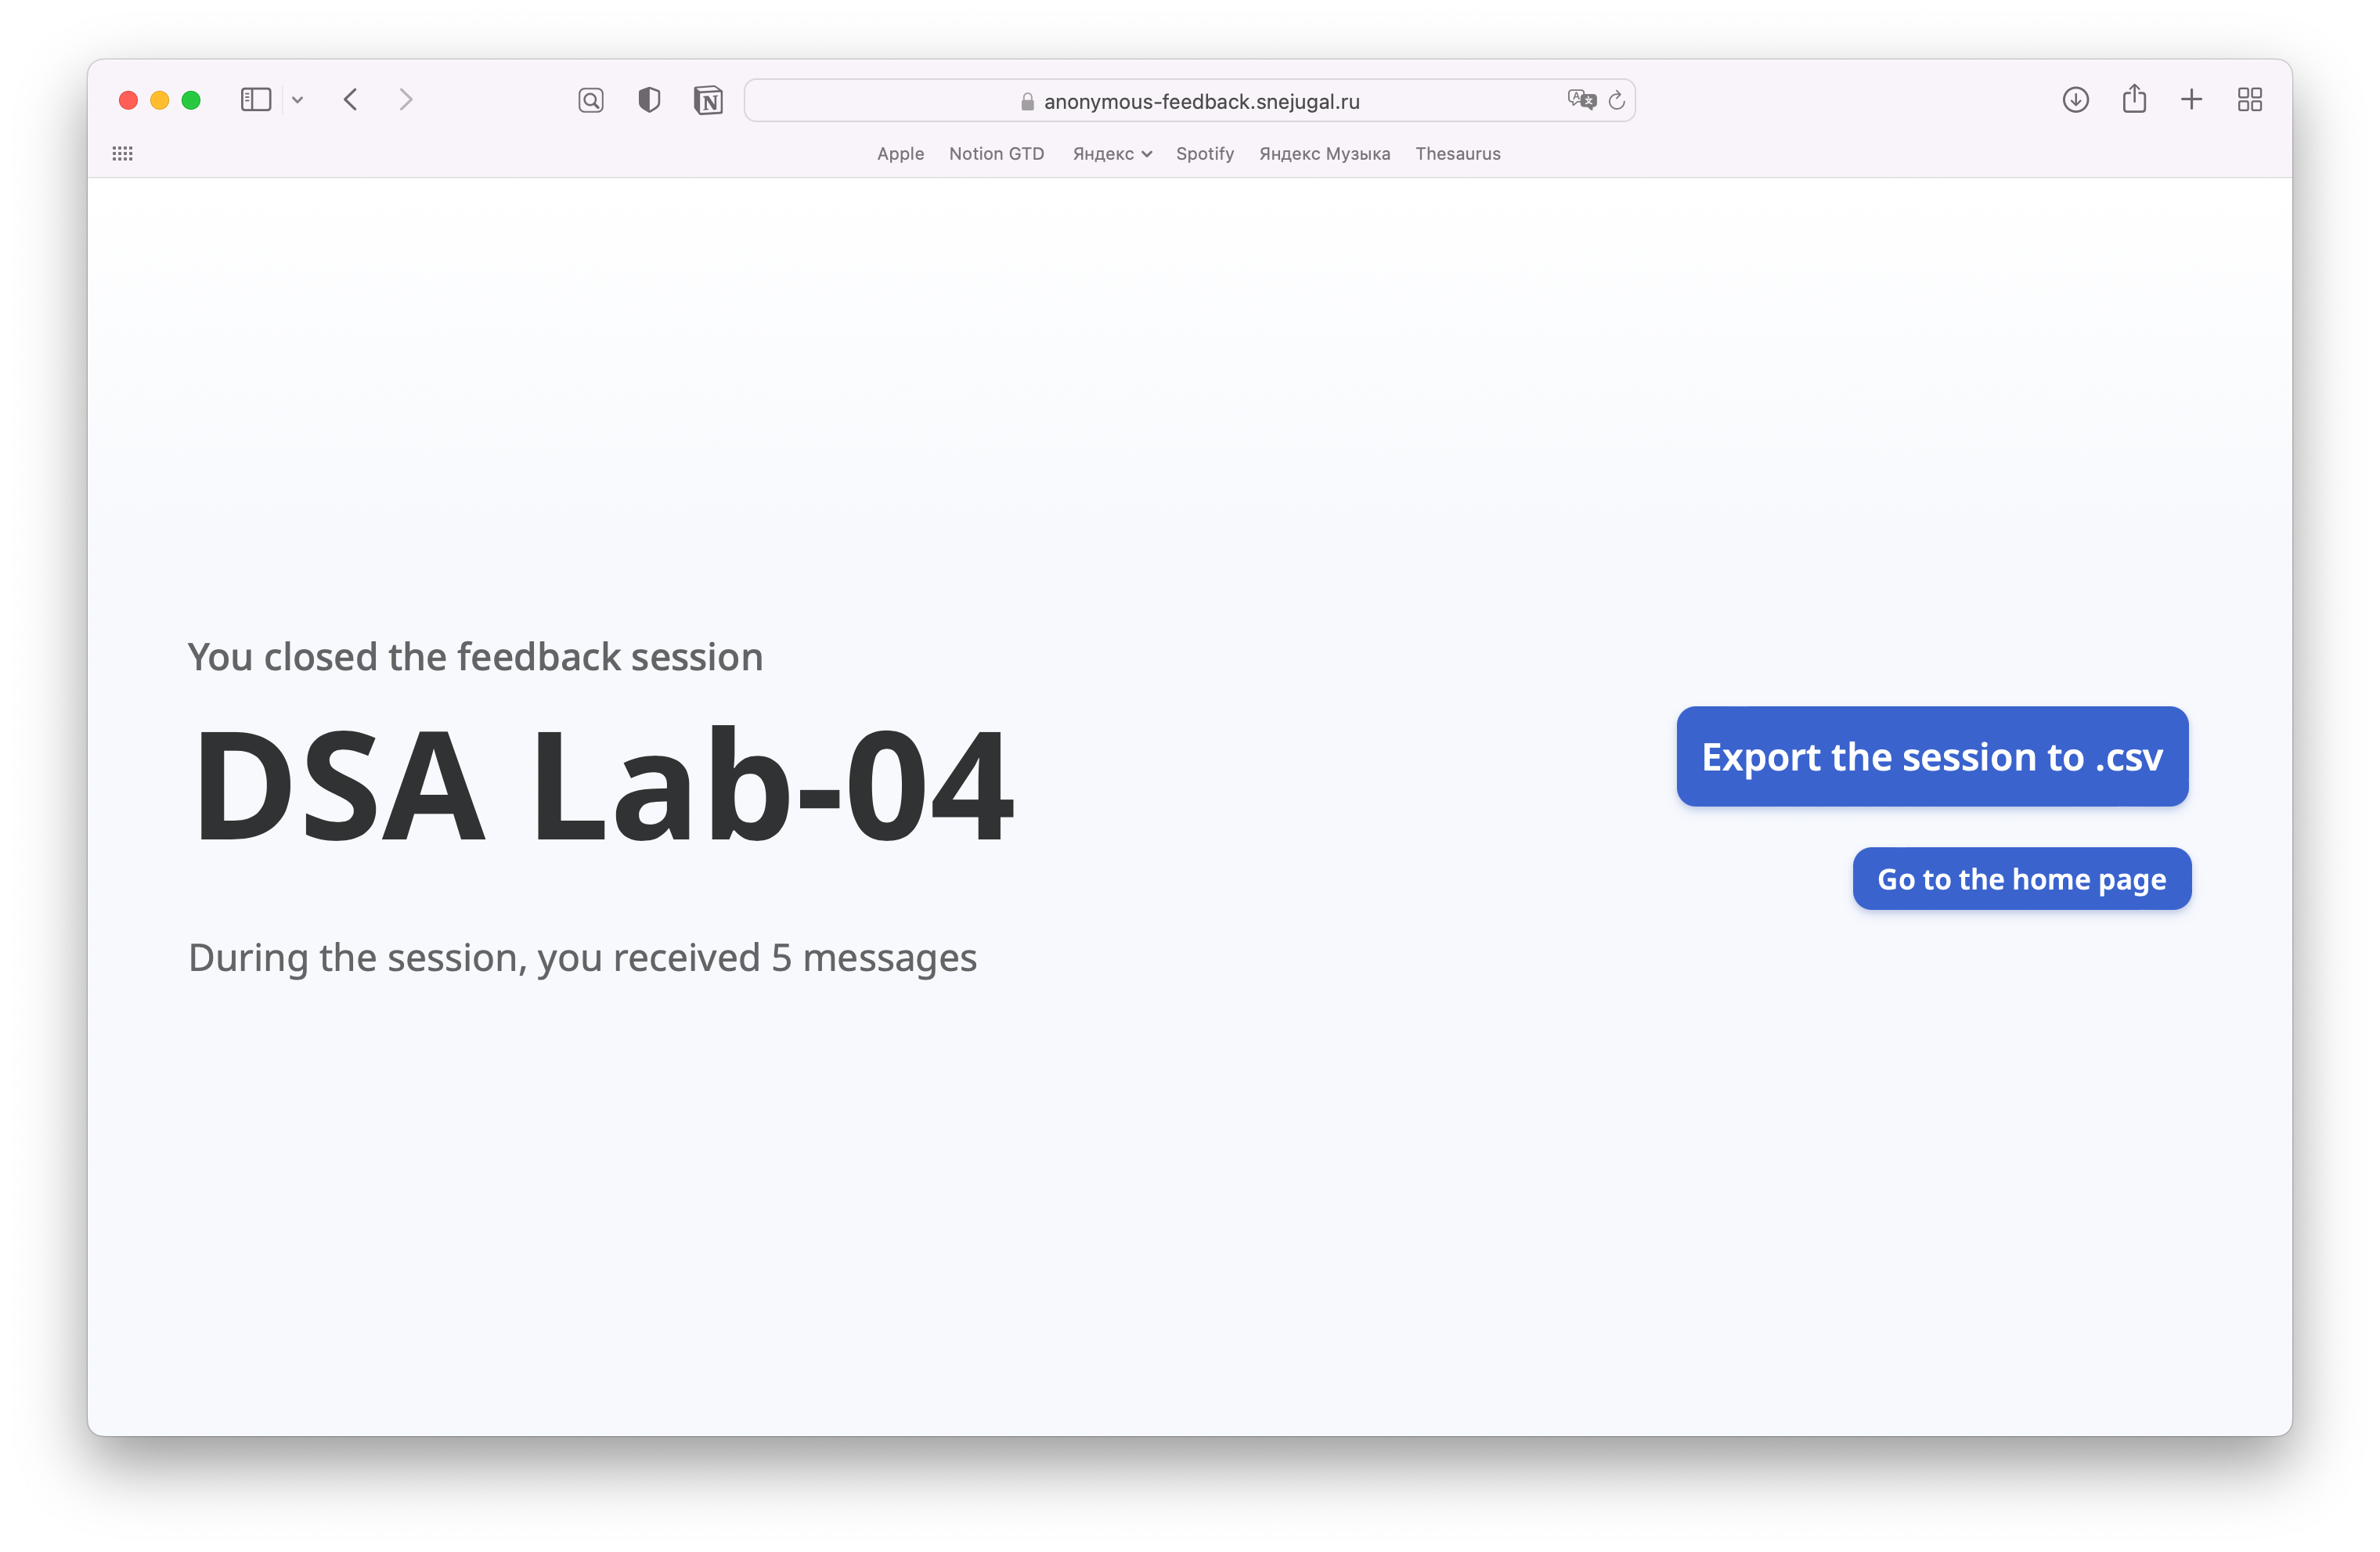 anonymous-feedback.snejugal.ru
Apple Notion GTD Яндекс Spotify Яндекс Музыка Thesaurus
You closed the feedback session
DSA Lab-04
During the session, you received 5 messages
Export the session to .csv
Go to the home page